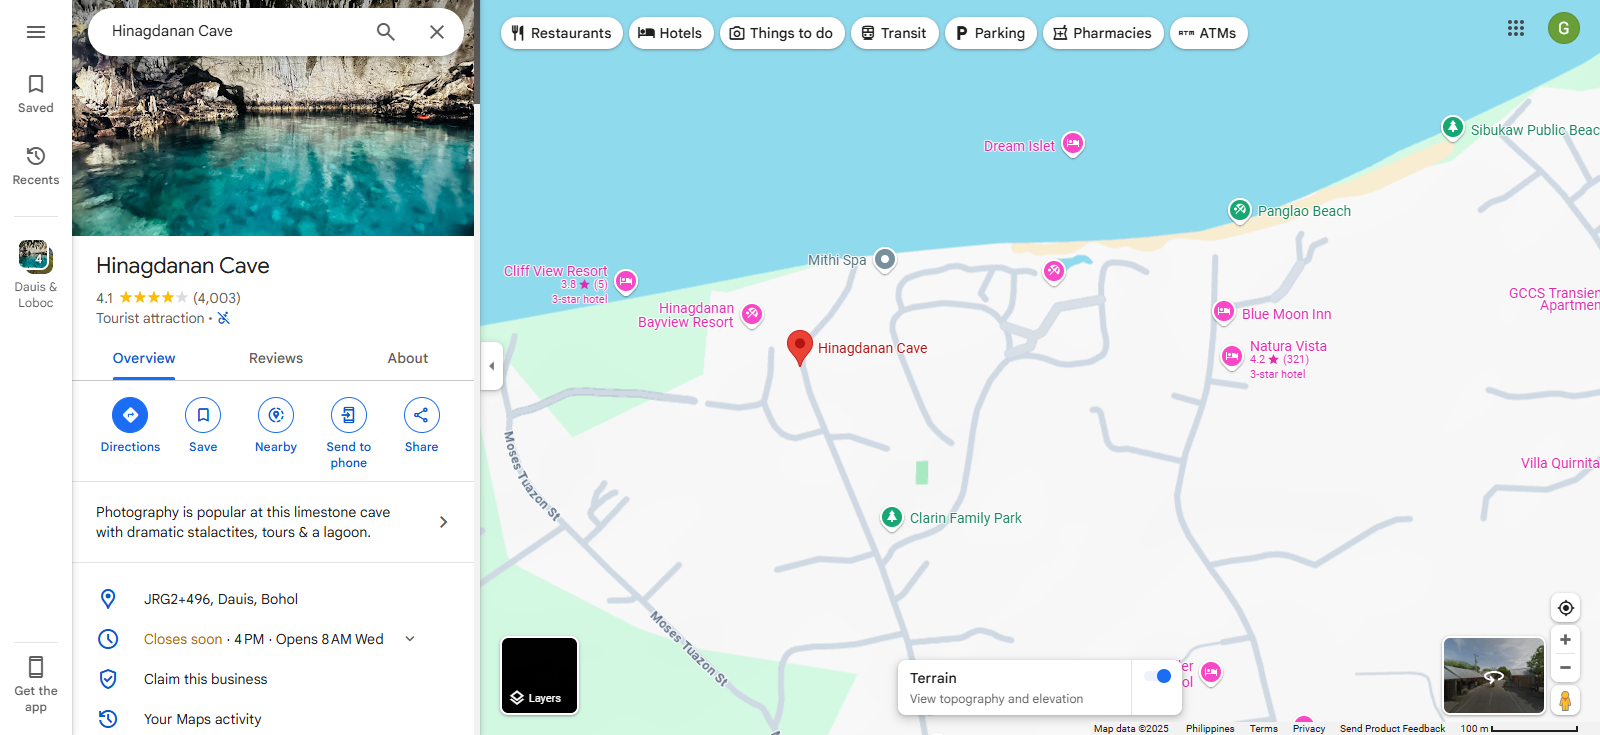 Hinagdanan Cave
Restaurants
Hotels
Things to do
Transit
Parking
Pharmacies
ATM
ATMs
G
Saved
Recents
4
Dauis &
Loboc
Get the
app
Hinagdanan Cave
4.1 ★★★★★ (4,003)
Tourist attraction ·
Overview
Reviews
About
Directions
Save
Nearby
Send to
phone
Share
Photography is popular at this limestone cave
with dramatic stalactites, tours & a lagoon.
JRG2+496, Dauis, Bohol
Closes soon · 4 PM · Opens 8 AM Wed
Claim this business
Your Maps activity
Dream Islet
Sibukaw Public Beac
Panglao Beach
Mithi Spa
Cliff View Resort
3.8 ★ (5)
3-star hotel
Hinagdanan
Bayview Resort
Hinagdanan Cave
GCCS Transien
Apartmen
Blue Moon Inn
Natura Vista
4.2 ★ (321)
3-star hotel
Villa Quirnita
Moses Tuazon St
Clarin Family Park
Moses Tuazon St
er
ol
Layers
Terrain
View topography and elevation
Map data ©2025
Philippines
Terms
Privacy
Send Product Feedback
100 m